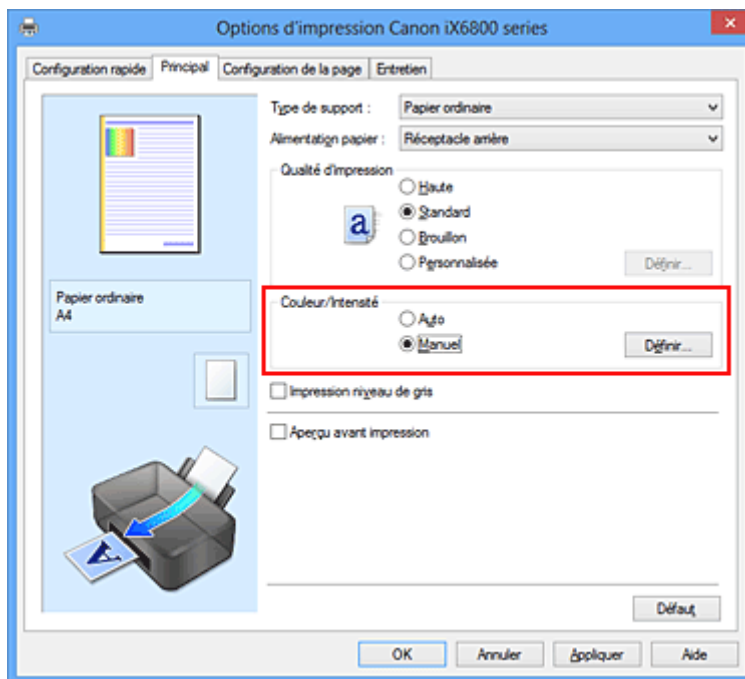 Options d'impression Canon iX6800 series
Configuration rapide Principal Configuration de la page Entretien
Type de support : Papier ordinaire
Alimentation papier : Réceptacle arrière
Qualité d'impression
Haute
Standard
Brouillon
Personnalisée Définir...
a
Papier ordinaire
A4
Couleur/Intensité
Auto
Manuel Définir...
Impression niveau de gris
Aperçu avant impression
A
Défaut
OK Annuler Appliquer Aide